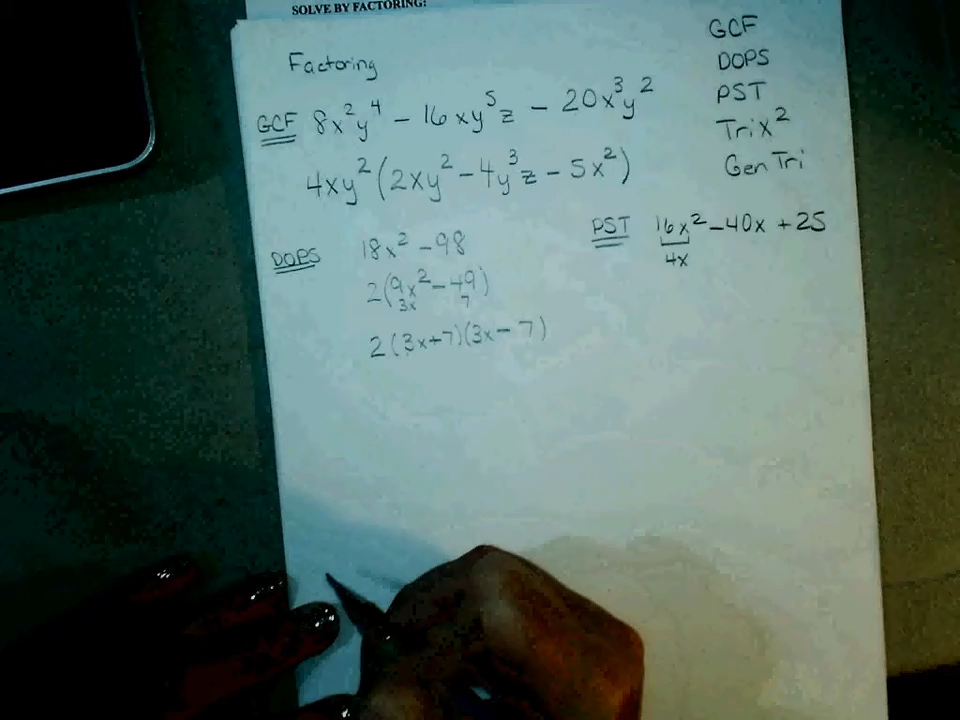 SOLVE BY FACTORING:
Factoring
GCF
DOPS
PST
Trix²
Gen Tri
GCF 8x²y⁴ - 16xy⁵z - 20x³y²
4xy²(2xy² - 4y³z - 5x²)
DOPS 18x² - 98
2(9x² - 49)
3x 7
2(3x+7)(3x-7)
PST 16x² - 40x + 25
4x